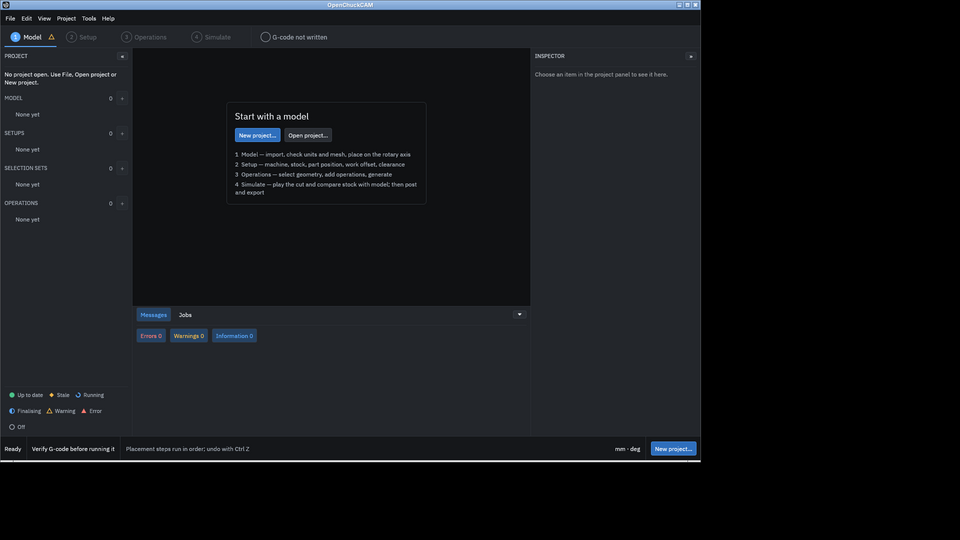 OpenChuckCAM
File Edit View Project Tools Help
1 Model 2 Setup 3 Operations 4 Simulate G-code not written
PROJECT
No project open. Use File, Open project or
New project.
MODEL 0 +
None yet
SETUPS 0 +
None yet
SELECTION SETS 0 +
None yet
OPERATIONS 0 +
None yet
Up to date Stale Running
Finalising Warning Error
Off
Start with a model
New project... Open project...
1 Model — import, check units and mesh, place on the rotary axis
2 Setup — machine, stock, part position, work offset, clearance
3 Operations — select geometry, add operations, generate
4 Simulate — play the cut and compare stock with model; then post
and export
Messages Jobs
Errors 0 Warnings 0 Information 0
INSPECTOR
Choose an item in the project panel to see it here.
Ready Verify G-code before running it Placement steps run in order; undo with Ctrl Z mm · deg New project...